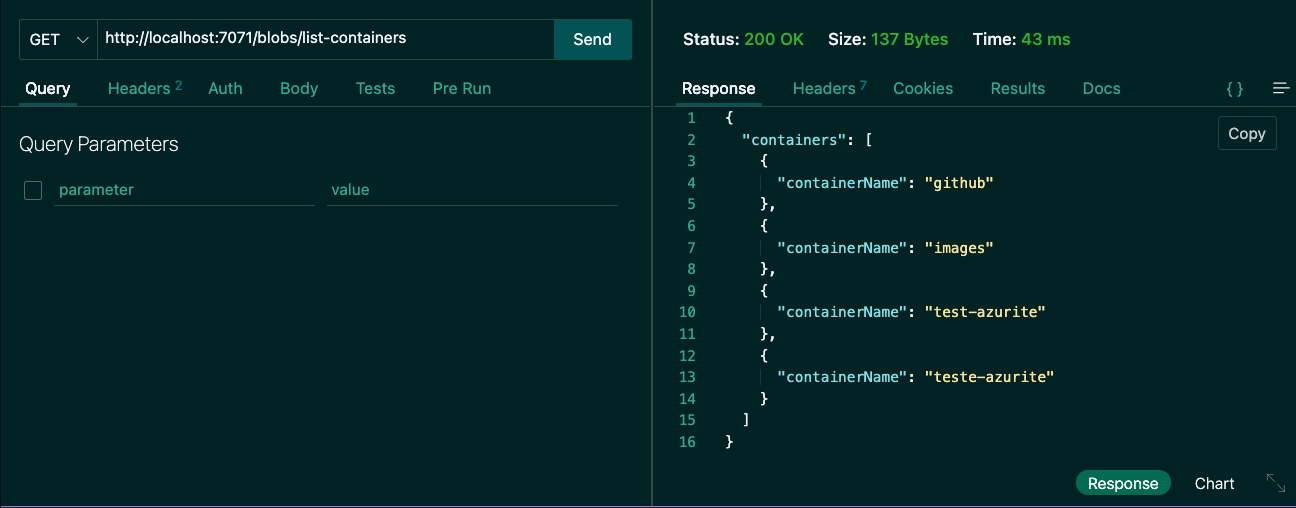 GET http://localhost:7071/blobs/list-containers Send
Query Headers 2 Auth Body Tests Pre Run
Query Parameters
parameter value
Status: 200 OK Size: 137 Bytes Time: 43 ms
Response Headers 7 Cookies Results Docs { }
Copy
1 {
2 "containers": [
3 {
4 "containerName": "github"
5 },
6 {
7 "containerName": "images"
8 },
9 {
10 "containerName": "test-azurite"
11 },
12 {
13 "containerName": "teste-azurite"
14 }
15 ]
16 }
Response Chart